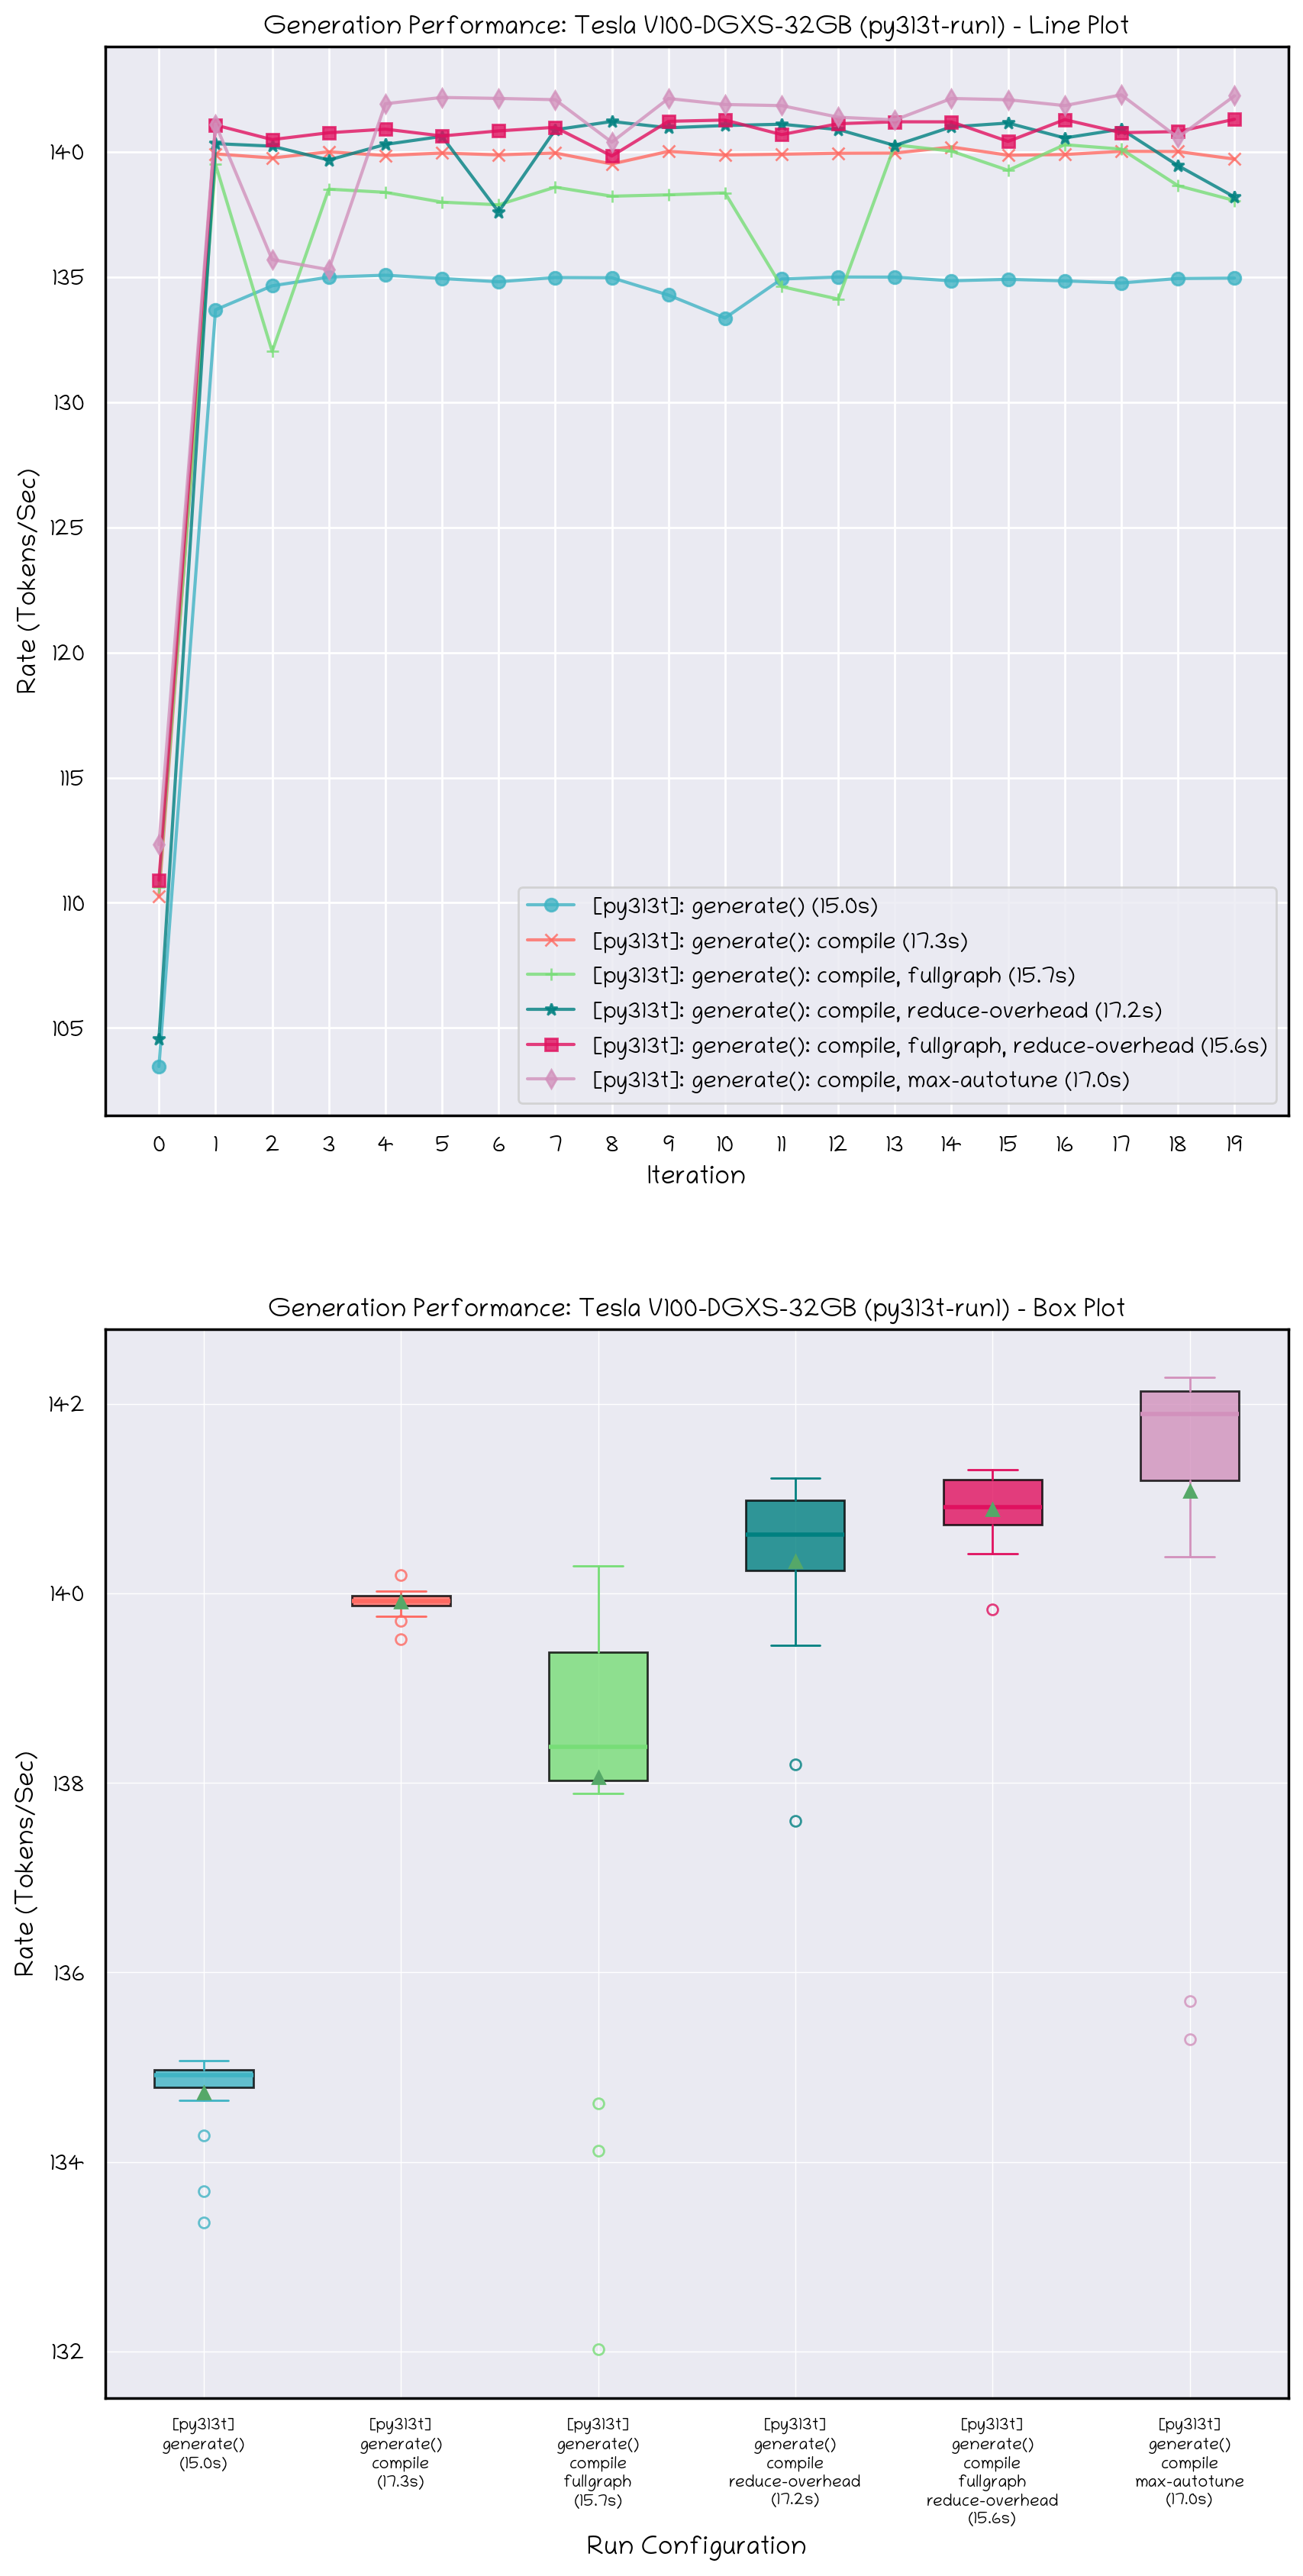 Generation Performance: Tesla V100-DGXS-32GB (py313t-run1) - Line Plot
Rate (Tokens/Sec)
140
135
130
125
120
115
110
105
[py313t]: generate() (15.0s)
[py313t]: generate(): compile (17.3s)
[py313t]: generate(): compile, fullgraph (15.7s)
[py313t]: generate(): compile, reduce-overhead (17.2s)
[py313t]: generate(): compile, fullgraph, reduce-overhead (15.6s)
[py313t]: generate(): compile, max-autotune (17.0s)
0 1 2 3 4 5 6 7 8 9 10 11 12 13 14 15 16 17 18 19
Iteration
Generation Performance: Tesla V100-DGXS-32GB (py313t-run1) - Box Plot
Rate (Tokens/Sec)
142
140
138
136
134
132
[py313t]
generate()
(15.0s)
[py313t]
generate()
compile
(17.3s)
[py313t]
generate()
compile
fullgraph
(15.7s)
[py313t]
generate()
compile
reduce-overhead
(17.2s)
[py313t]
generate()
compile
fullgraph
reduce-overhead
(15.6s)
[py313t]
generate()
compile
max-autotune
(17.0s)
Run Configuration